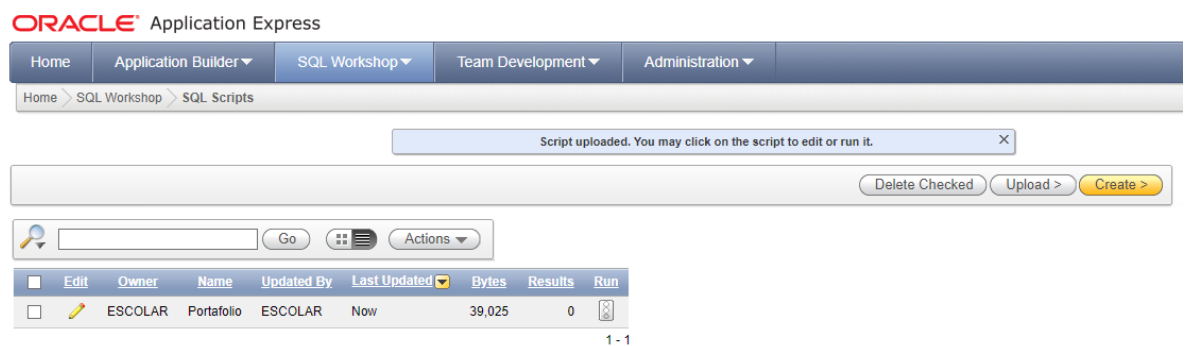 ORACLE Application Express
Home Application Builder SQL Workshop Team Development Administration
Home SQL Workshop SQL Scripts
Script uploaded. You may click on the script to edit or run it.
Delete Checked Upload > Create >
Go Actions
Edit Owner Name Updated By Last Updated Bytes Results Run
ESCOLAR Portafolio ESCOLAR Now 39,025 0
1 - 1